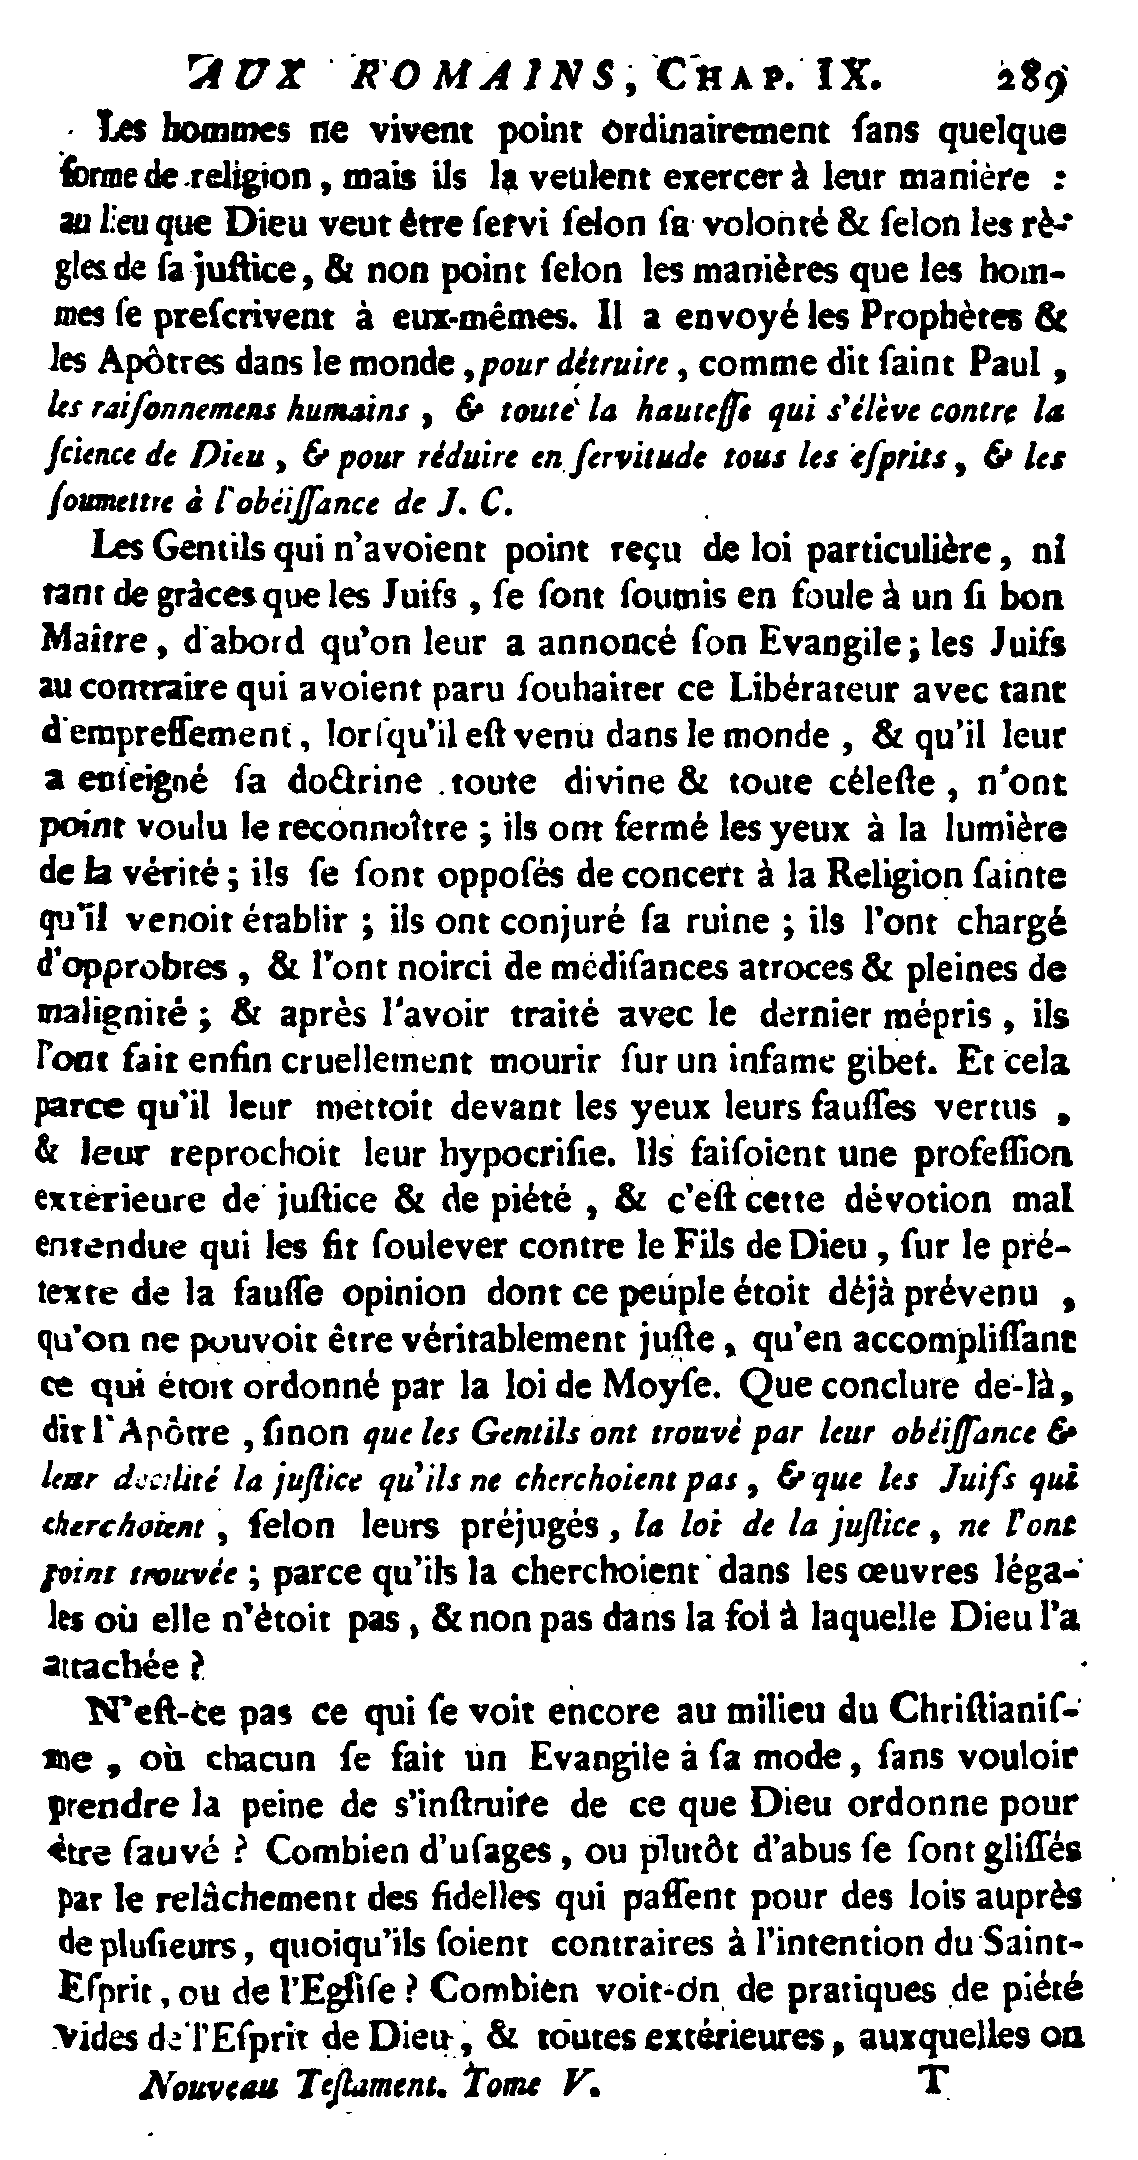 AUX ROMAINS, CHAP. IX. 289
Les hommes ne vivent point ordinairement ſans quelque
forme de religion, mais ils la veulent exercer à leur manière :
au lieu que Dieu veut être ſervi ſelon ſa volonté & ſelon les rè-
gles de ſa juſtice, & non point ſelon les manières que les hom-
mes ſe preſcrivent à eux-mêmes. Il a envoyé les Prophètes &
les Apôtres dans le monde, pour détruire, comme dit ſaint Paul,
les raiſonnemens humains, & toute la hauteſſe qui s'élève contre la
ſcience de Dieu, & pour réduire en ſervitude tous les eſprits, & les
ſoumettre à l'obéiſſance de J. C.
Les Gentils qui n'avoient point reçu de loi particulière, ni
tant de grâces que les Juifs, ſe ſont ſoumis en foule à un ſi bon
Maître, d'abord qu'on leur a annoncé ſon Evangile; les Juifs
au contraire qui avoient paru ſouhaiter ce Libérateur avec tant
d'empreſſement, lorſqu'il eſt venu dans le monde, & qu'il leur
a enſeigné ſa doctrine toute divine & toute céleſte, n'ont
point voulu le reconnoître; ils ont fermé les yeux à la lumière
de la vérité; ils ſe ſont oppoſés de concert à la Religion ſainte
qu'il venoit établir; ils ont conjuré ſa ruine; ils l'ont chargé
d'opprobres, & l'ont noirci de médiſances atroces & pleines de
malignité; & après l'avoir traité avec le dernier mépris, ils
l'ont fait enfin cruellement mourir ſur un infame gibet. Et cela
parce qu'il leur mettoit devant les yeux leurs fauſſes vertus,
& leur reprochoit leur hypocriſie. Ils faiſoient une profeſſion
extérieure de juſtice & de piété, & c'eſt cette dévotion mal
entendue qui les fit ſoulever contre le Fils de Dieu, ſur le pré-
texte de la fauſſe opinion dont ce peuple étoit déjà prévenu,
qu'on ne pouvoit être véritablement juſte, qu'en accompliſſant
ce qui étoit ordonné par la loi de Moyſe. Que conclure de-là,
dit l'Apôtre, ſinon que les Gentils ont trouvé par leur obéiſſance &
leur docilité la juſtice qu'ils ne cherchoient pas, & que les Juifs qui
cherchoient, ſelon leurs préjugés, la loi de la juſtice, ne l'ont
point trouvée; parce qu'ils la cherchoient dans les œuvres léga-
les où elle n'étoit pas, & non pas dans la foi à laquelle Dieu l'a
attachée ?
N'eſt-ce pas ce qui ſe voit encore au milieu du Chriſtianiſ-
me, où chacun ſe fait un Evangile à ſa mode, ſans vouloir
prendre la peine de s'inſtruire de ce que Dieu ordonne pour
être ſauvé ? Combien d'uſages, ou plutôt d'abus ſe ſont gliſſés
par le relâchement des fidelles qui paſſent pour des lois auprès
de pluſieurs, quoiqu'ils ſoient contraires à l'intention du Saint-
Eſprit, ou de l'Egliſe ? Combien voit-on de pratiques de piété
vides de l'Eſprit de Dieu, & toutes extérieures, auxquelles on
Nouveau Teſtament. Tome V. T